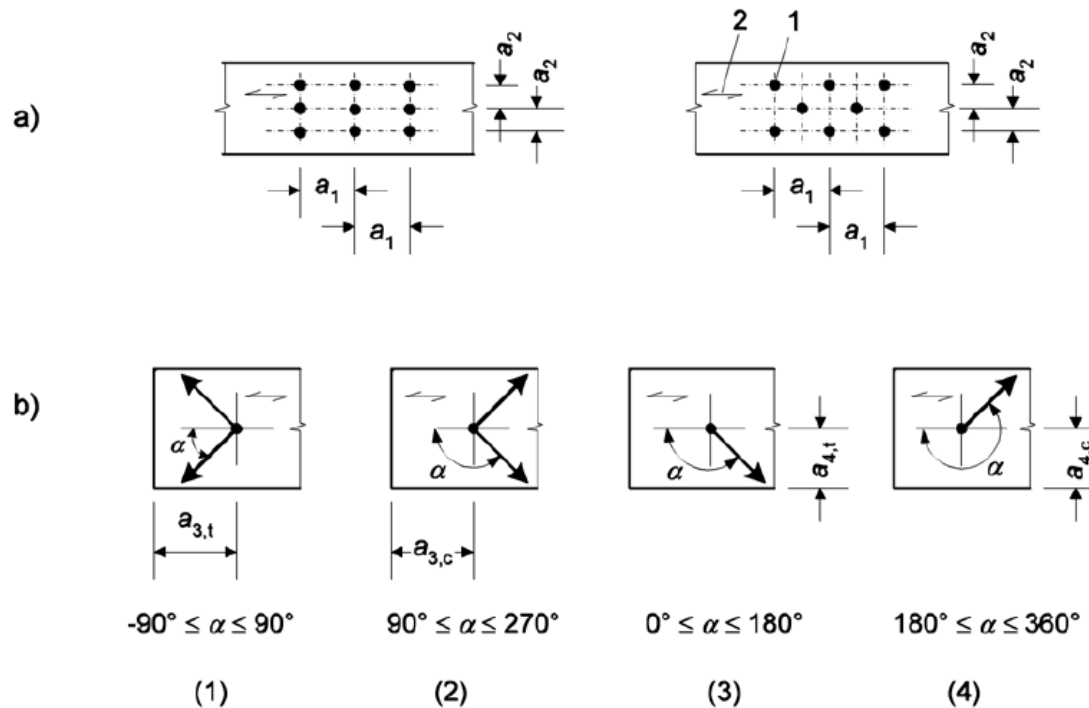 a)
a2
a2
a1
a1
2
1
a2
a2
a1
a1
b)
α
a3,t
-90° ≤ α ≤ 90°
(1)
α
a3,c
90° ≤ α ≤ 270°
(2)
α
a4,t
0° ≤ α ≤ 180°
(3)
α
a4,c
180° ≤ α ≤ 360°
(4)